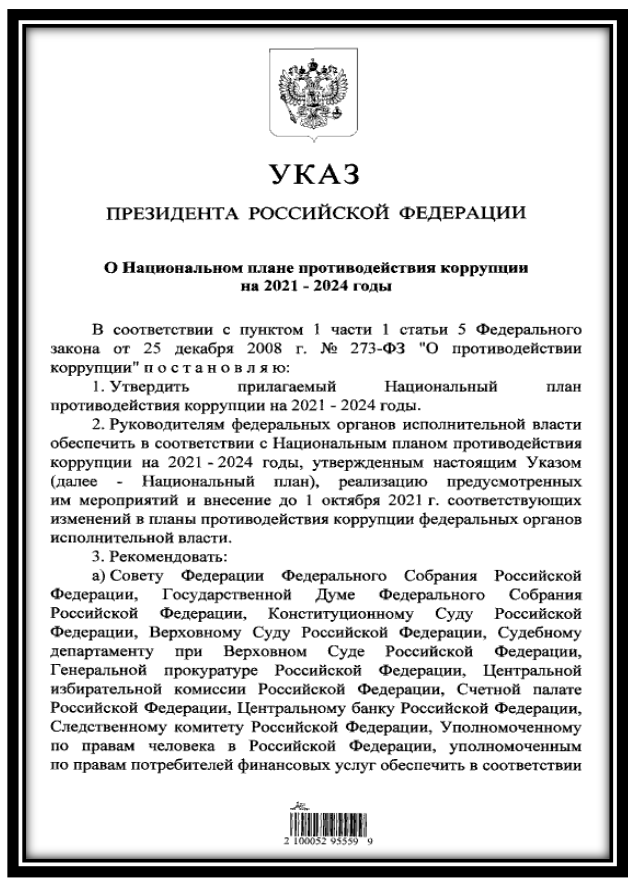 УКАЗ
ПРЕЗИДЕНТА РОССИЙСКОЙ ФЕДЕРАЦИИ
О Национальном плане противодействия коррупции
на 2021 - 2024 годы
В соответствии с пунктом 1 части 1 статьи 5 Федерального
закона от 25 декабря 2008 г. № 273-ФЗ "О противодействии
коррупции" п о с т а н о в л я ю:
1. Утвердить прилагаемый Национальный план
противодействия коррупции на 2021 - 2024 годы.
2. Руководителям федеральных органов исполнительной власти
обеспечить в соответствии с Национальным планом противодействия
коррупции на 2021 - 2024 годы, утвержденным настоящим Указом
(далее - Национальный план), реализацию предусмотренных
им мероприятий и внесение до 1 октября 2021 г. соответствующих
изменений в планы противодействия коррупции федеральных органов
исполнительной власти.
3. Рекомендовать:
а) Совету Федерации Федерального Собрания Российской
Федерации, Государственной Думе Федерального Собрания
Российской Федерации, Конституционному Суду Российской
Федерации, Верховному Суду Российской Федерации, Судебному
департаменту при Верховном Суде Российской Федерации,
Генеральной прокуратуре Российской Федерации, Центральной
избирательной комиссии Российской Федерации, Счетной палате
Российской Федерации, Центральному банку Российской Федерации,
Следственному комитету Российской Федерации, Уполномоченному
по правам человека в Российской Федерации, уполномоченным
по правам потребителей финансовых услуг обеспечить в соответствии
2 100052 95559 9